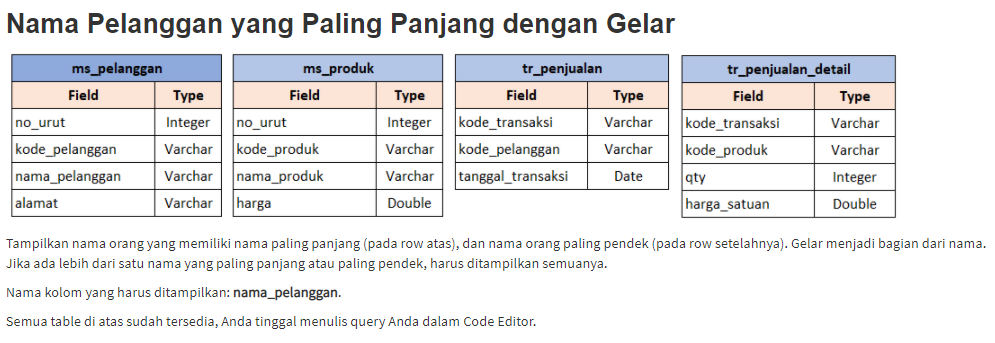 Nama Pelanggan yang Paling Panjang dengan Gelar
ms_pelanggan
Field Type
no_urut Integer
kode_pelanggan Varchar
nama_pelanggan Varchar
alamat Varchar
ms_produk
Field Type
no_urut Integer
kode_produk Varchar
nama_produk Varchar
harga Double
tr_penjualan
Field Type
kode_transaksi Varchar
kode_pelanggan Varchar
tanggal_transaksi Date
tr_penjualan_detail
Field Type
kode_transaksi Varchar
kode_produk Varchar
qty Integer
harga_satuan Double
Tampilkan nama orang yang memiliki nama paling panjang (pada row atas), dan nama orang paling pendek (pada row setelahnya). Gelar menjadi bagian dari nama.
Jika ada lebih dari satu nama yang paling panjang atau paling pendek, harus ditampilkan semuanya.
Nama kolom yang harus ditampilkan: nama_pelanggan.
Semua table di atas sudah tersedia, Anda tinggal menulis query Anda dalam Code Editor.